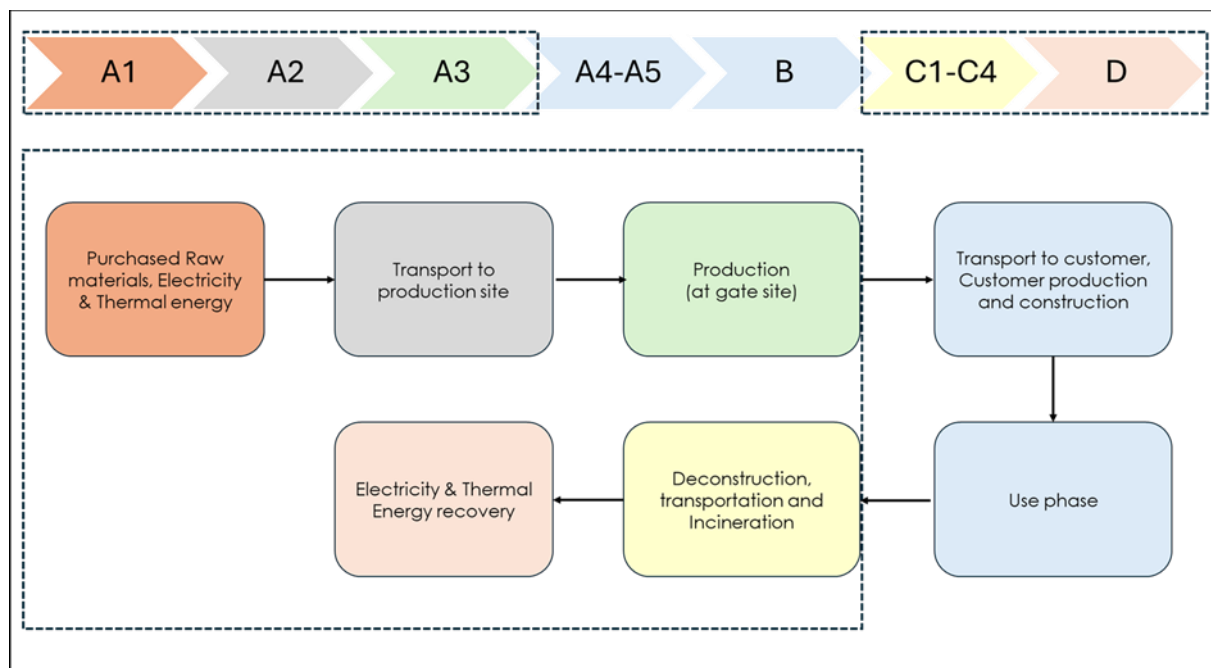 A1
A2
A3
A4-A5
B
C1-C4
D
Purchased Raw
materials, Electricity
& Thermal energy
Transport to
production site
Production
(at gate site)
Transport to customer,
Customer production
and construction
Electricity & Thermal
Energy recovery
Deconstruction,
transportation and
Incineration
Use phase